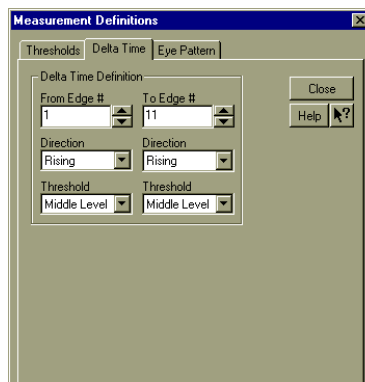 Measurement Definitions
Thresholds Delta Time Eye Pattern
Delta Time Definition
From Edge # To Edge #
1 11
Direction Direction
Rising Rising
Threshold Threshold
Middle Level Middle Level
Close
Help ?